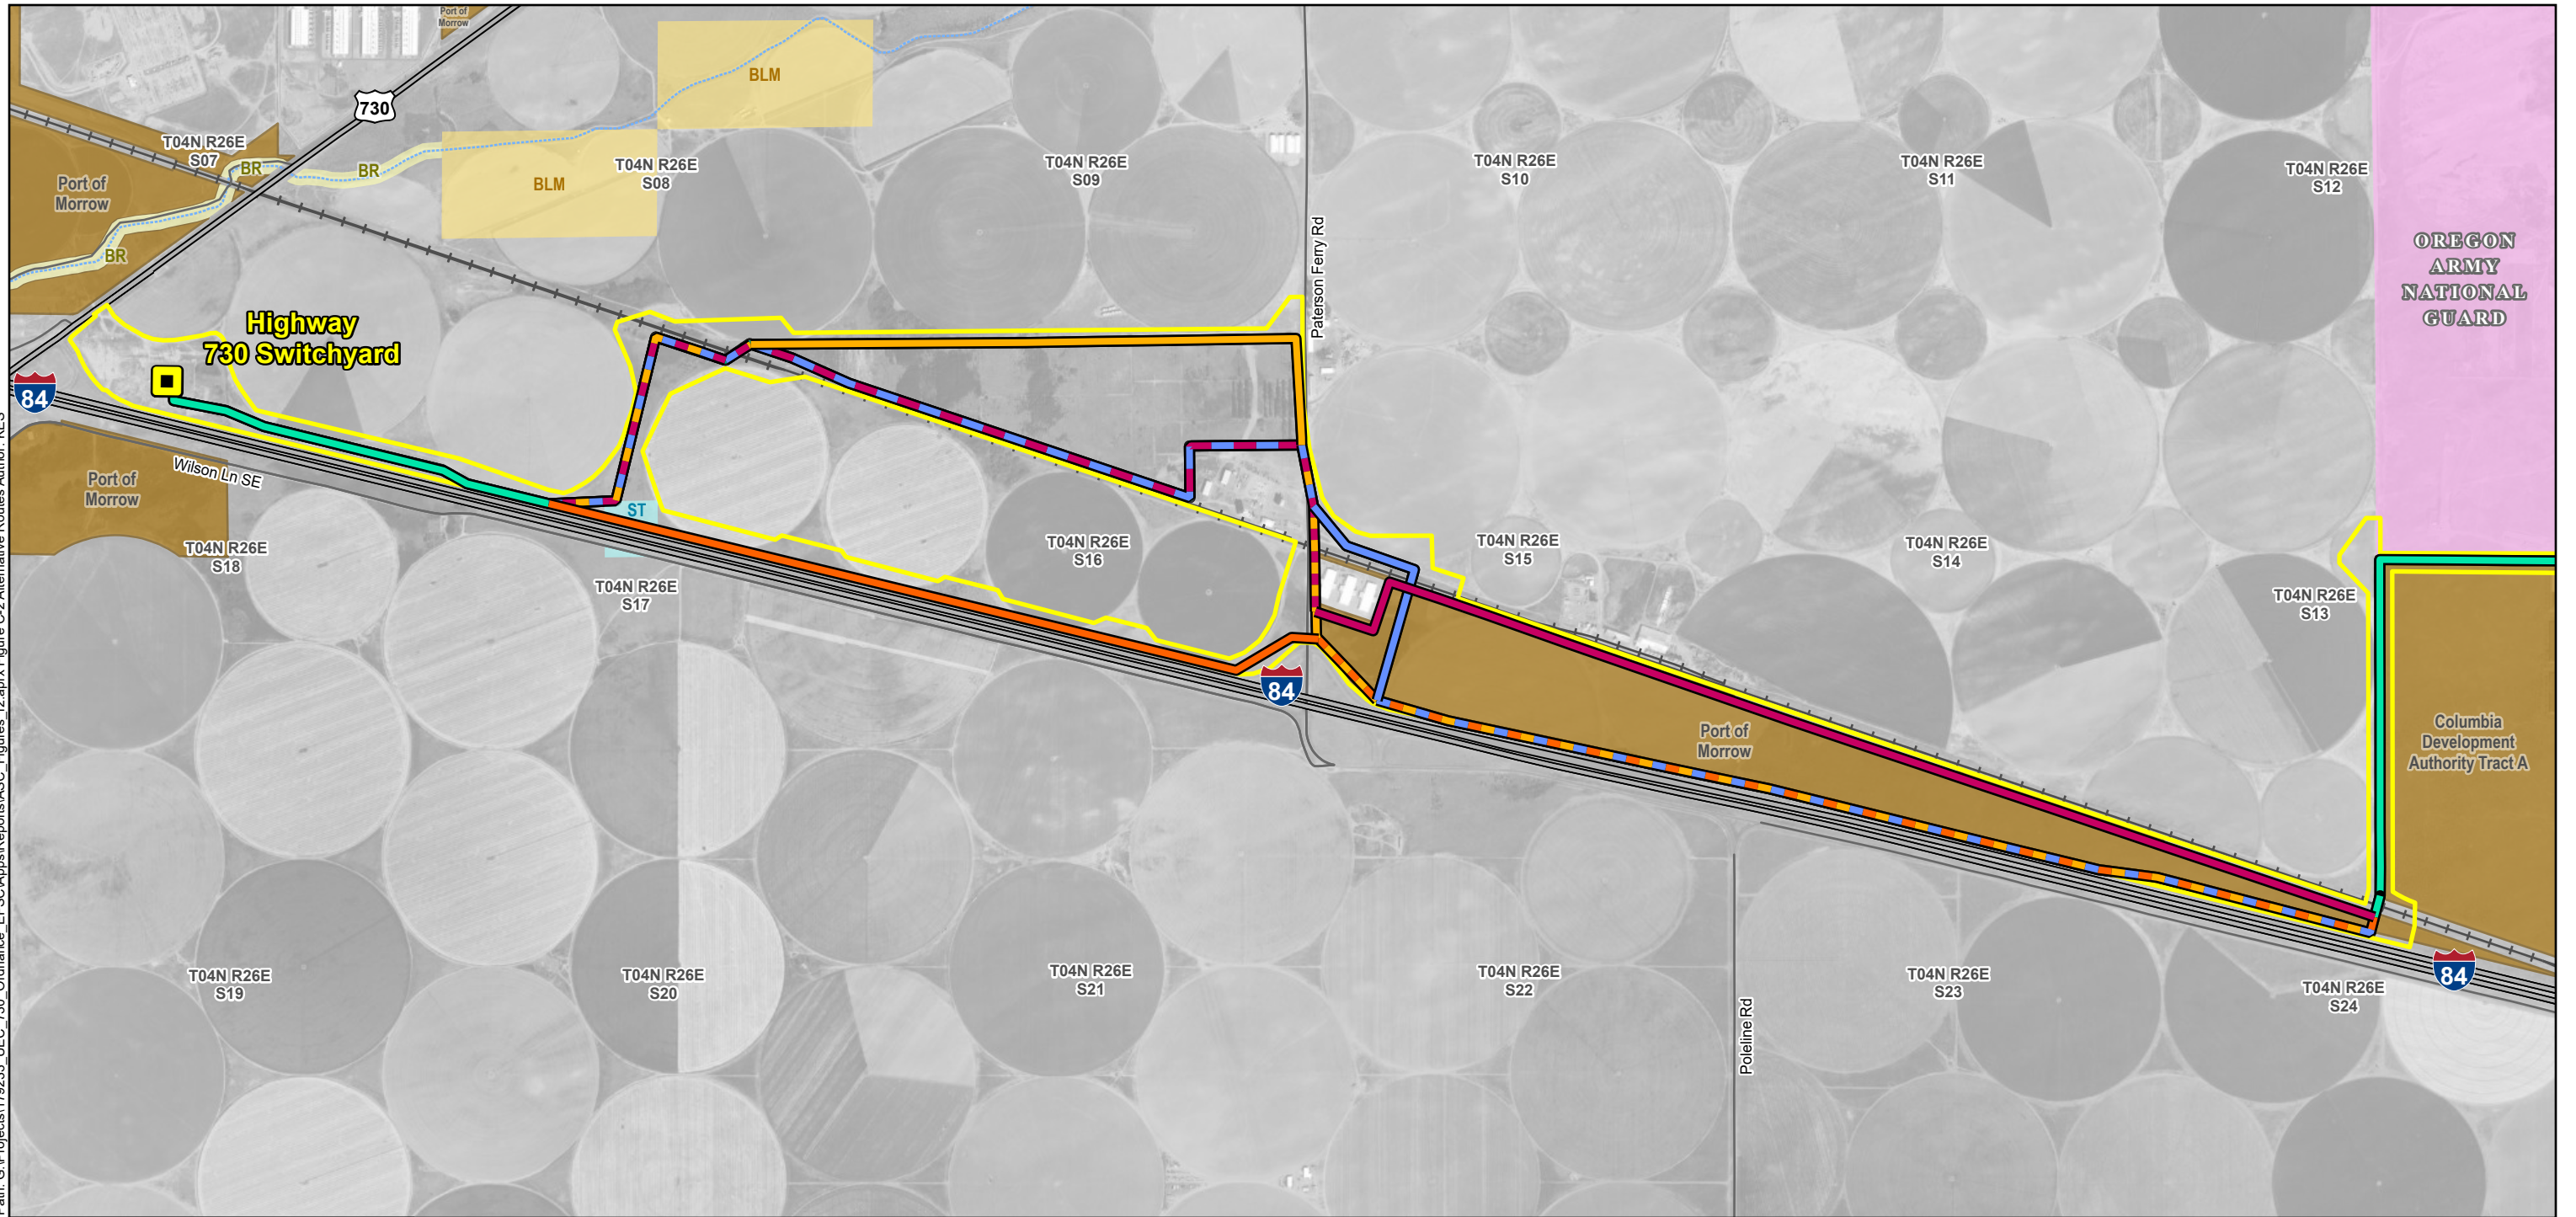 Port of
Morrow
730
BLM
T04N R26E
S07
BR
BR
BLM
T04N R26E
S08
T04N R26E
S09
T04N R26E
S10
T04N R26E
S11
T04N R26E
S12
Port of
Morrow
BR
Paterson Ferry Rd
OREGON
ARMY
NATIONAL
GUARD
Highway
730 Switchyard
84
Wilson Ln SE
Port of
Morrow
ST
T04N R26E
S18
T04N R26E
S17
T04N R26E
S16
T04N R26E
S15
T04N R26E
S14
T04N R26E
S13
84
Port of
Morrow
Columbia
Development
Authority Tract A
T04N R26E
S19
T04N R26E
S20
T04N R26E
S21
T04N R26E
S22
Poleline Rd
T04N R26E
S23
T04N R26E
S24
84